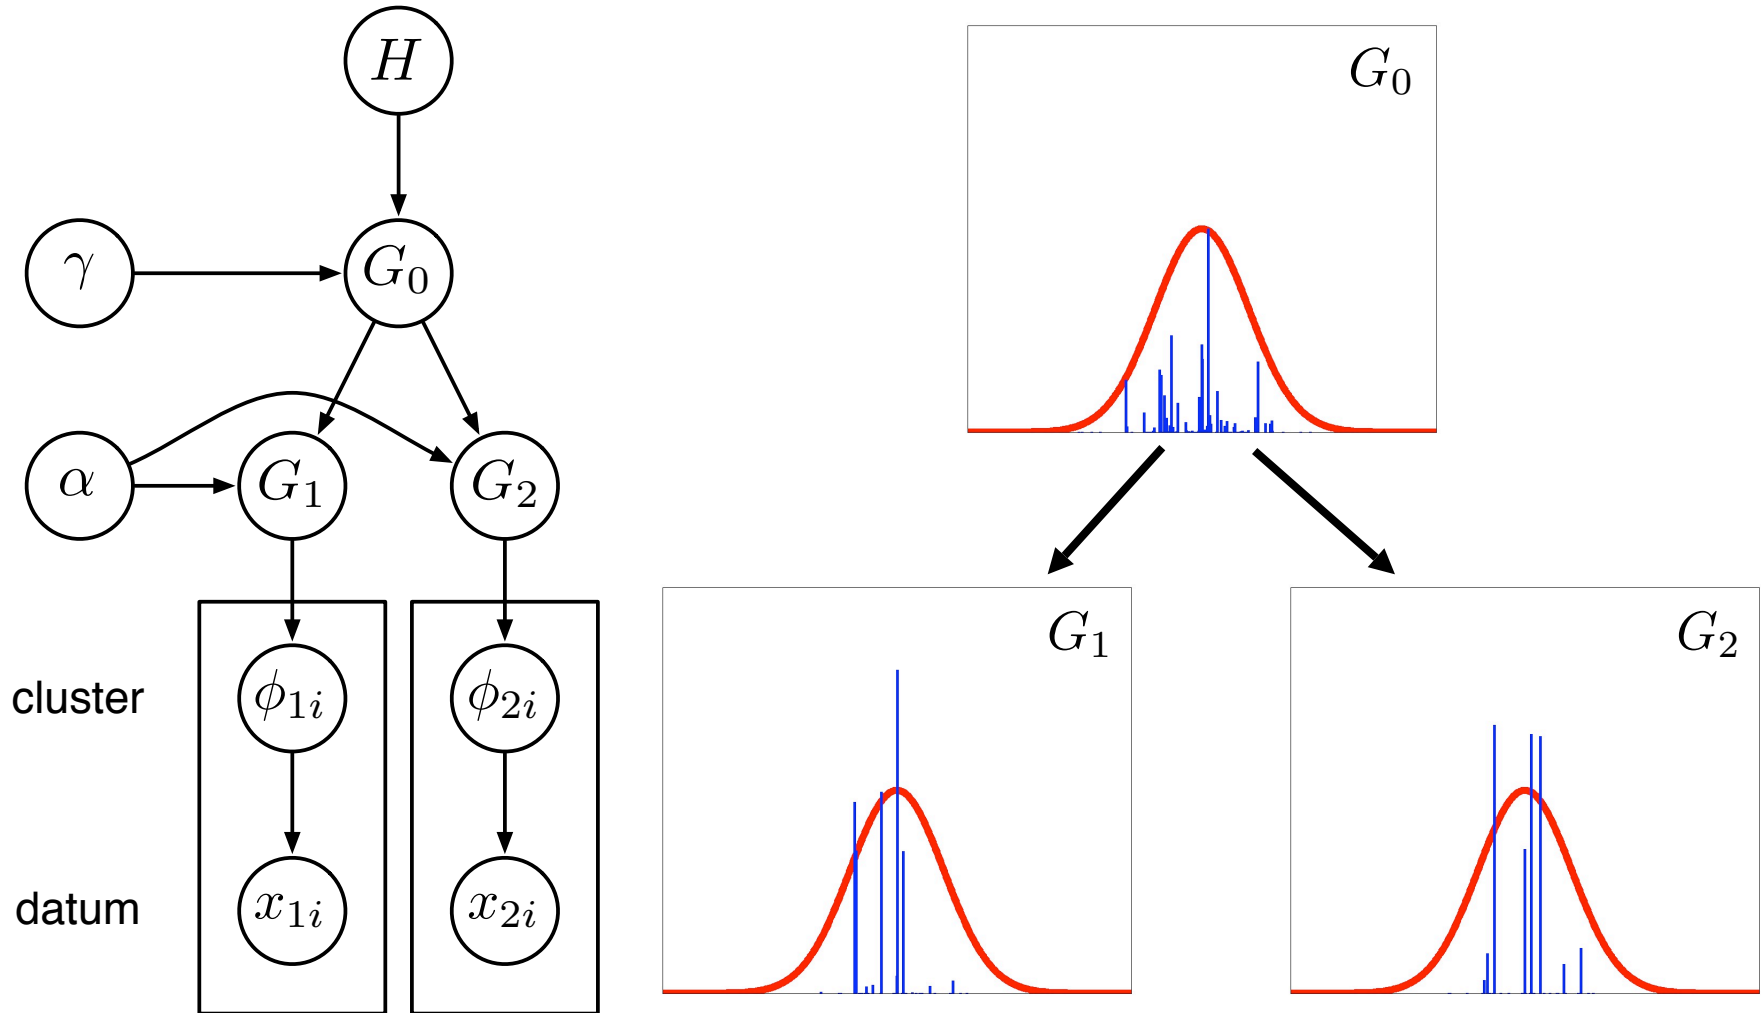 H
G₀
γ
G₀
α
G₁
G₂
G₁
G₂
cluster
ϕ₁ᵢ
ϕ₂ᵢ
datum
x₁ᵢ
x₂ᵢ